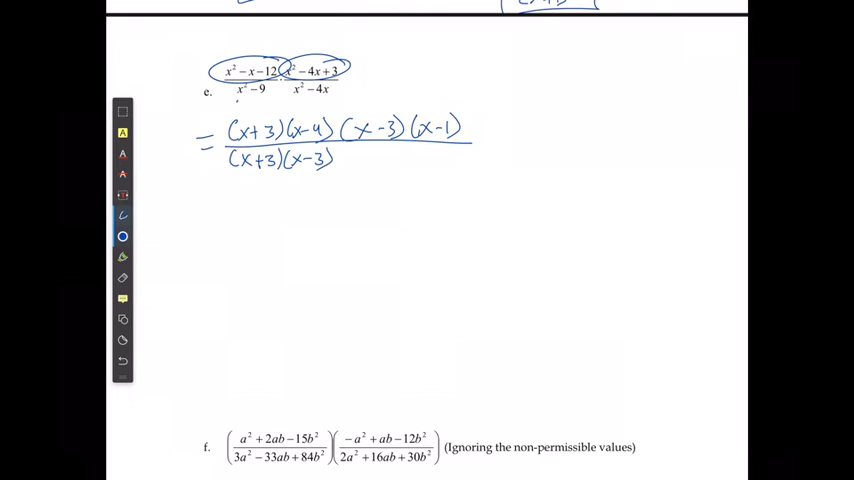 x² − x − 12 / x² − 9 · x² − 4x + 3 / x² − 4x
e.
= (x+3)(x−4)(x−3)(x−1)
(x+3)(x−3)
f. (a² + 2ab − 15b² / 3a² − 33ab + 84b²)(−a² + ab − 12b² / 2a² + 16ab + 30b²) (Ignoring the non-permissible values)